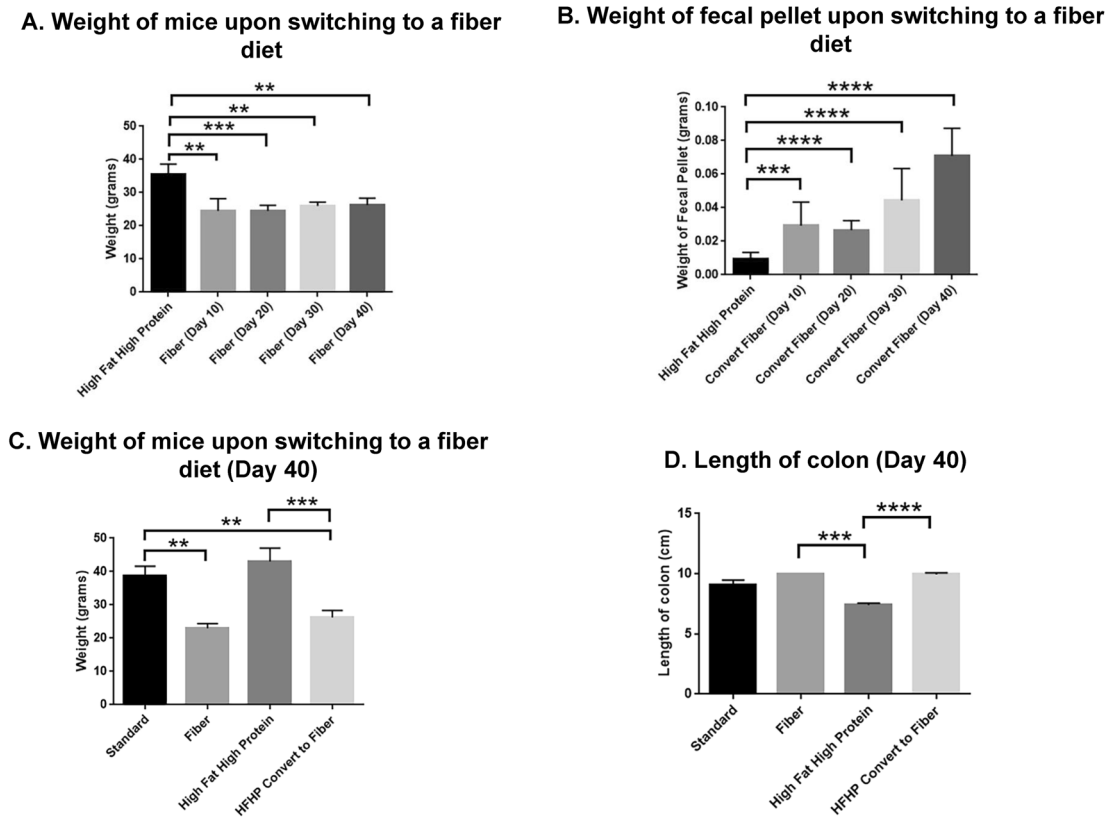 A. Weight of mice upon switching to a fiber
diet
**
**
***
**
50
40
30
20
10
0
Weight (grams)
High Fat High Protein
Fiber (Day 10)
Fiber (Day 20)
Fiber (Day 30)
Fiber (Day 40)
B. Weight of fecal pellet upon switching to a fiber
diet
****
****
****
***
0.10
0.08
0.06
0.04
0.02
0.00
Weight of Fecal Pellet (grams)
High Fat High Protein
Convert Fiber (Day 10)
Convert Fiber (Day 20)
Convert Fiber (Day 30)
Convert Fiber (Day 40)
C. Weight of mice upon switching to a fiber
diet (Day 40)
***
**
**
50
40
30
20
10
0
Weight (grams)
Standard
Fiber
High Fat High Protein
HFHP Convert to Fiber
D. Length of colon (Day 40)
****
***
15
10
5
0
Length of colon (cm)
Standard
Fiber
High Fat High Protein
HFHP Convert to Fiber